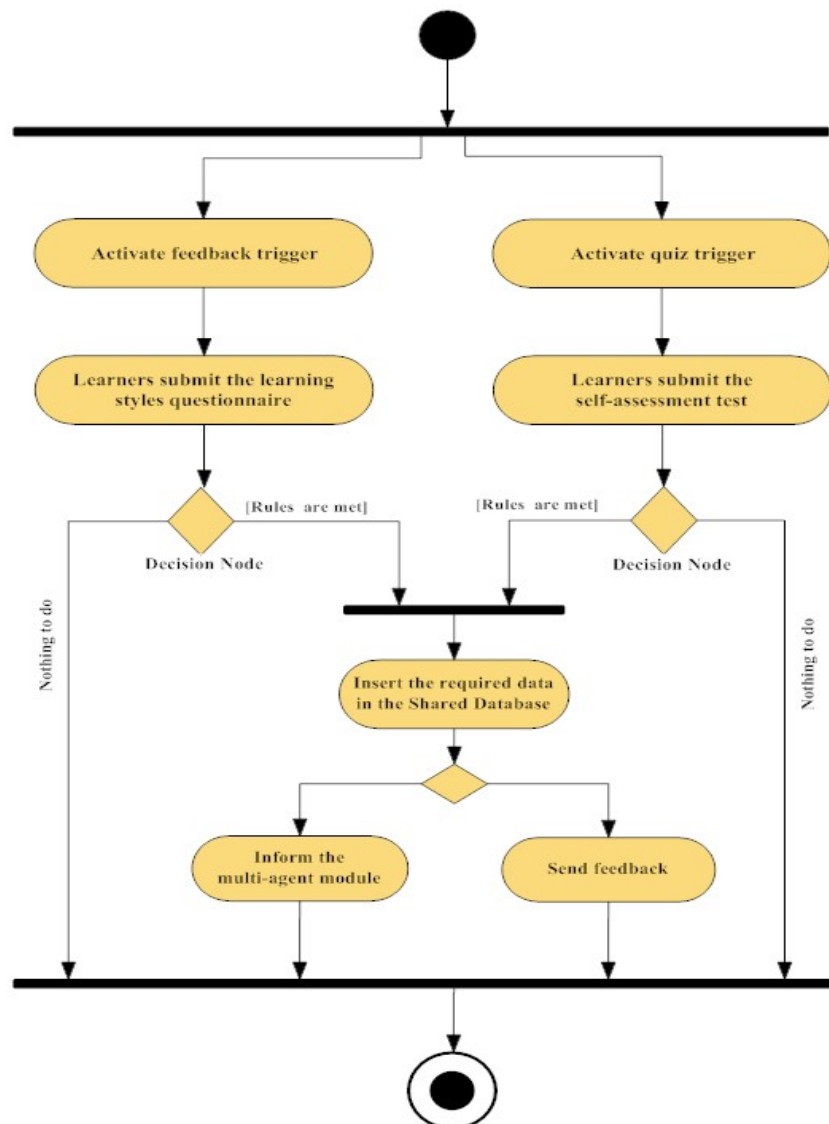 Activate feedback trigger
Activate quiz trigger
Learners submit the learning
styles questionnaire
Learners submit the
self-assessment test
[Rules are met]
[Rules are met]
Decision Node
Decision Node
Nothing to do
Nothing to do
Insert the required data
in the Shared Database
Inform the
multi-agent module
Send feedback